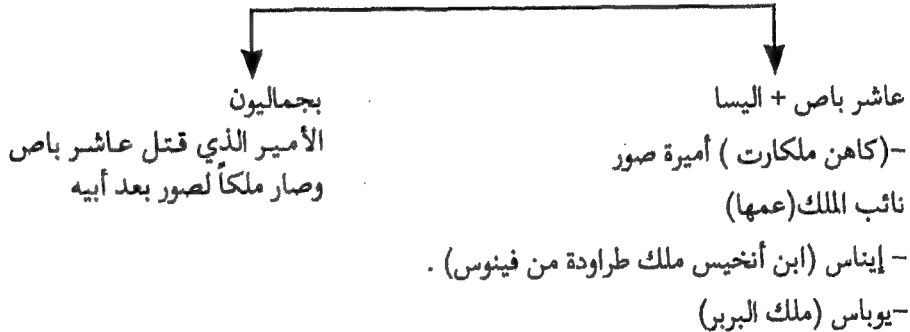 عاشر باص + اليسا
-(كاهن ملكارت ) أميرة صور
نائب الملك(عمها)
- إيناس (ابن أنخيس ملك طراودة من فينوس) .
-يوباس (ملك البربر)
بجماليون
الأمير الذي قتل عاشر باص
وصار ملكاً لصور بعد أبيه